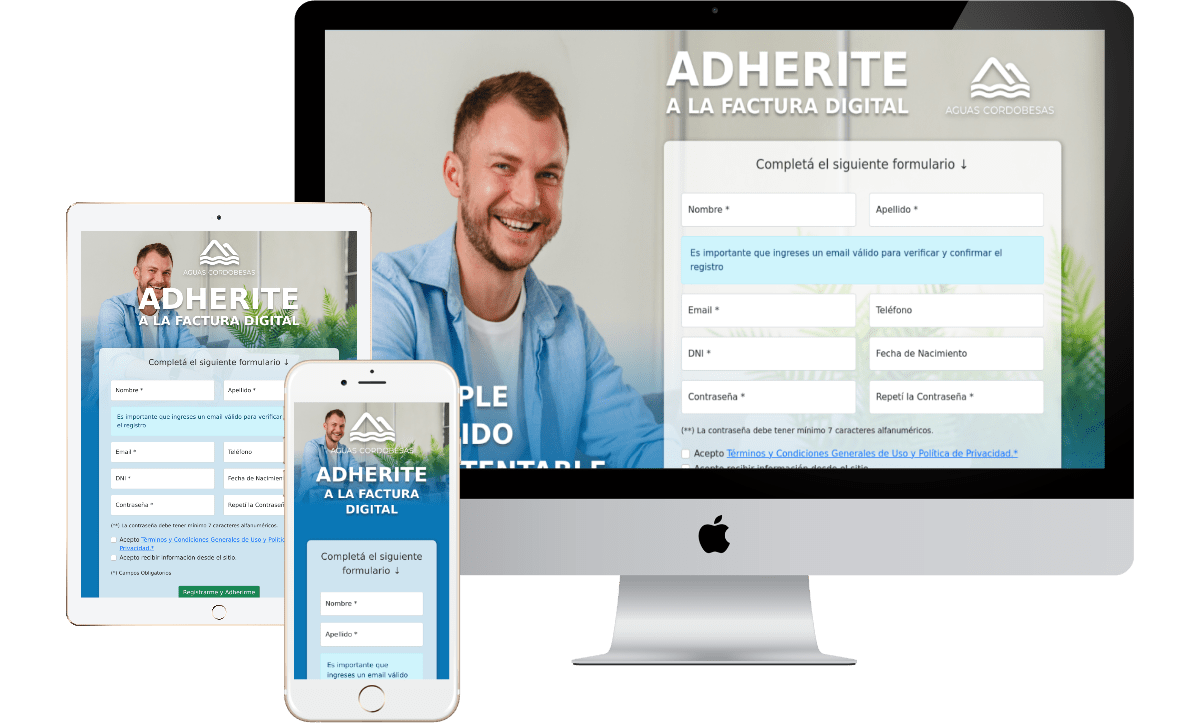 ADHERITE
A LA FACTURA DIGITAL
AGUAS CORDOBESAS
Completá el siguiente formulario ↓
Nombre *
Apellido *
Es importante que ingreses un email válido para verificar y confirmar el
registro
Email *
Teléfono
DNI *
Fecha de Nacimiento
Contraseña *
Repetí la Contraseña *
(**) La contraseña debe tener mínimo 7 caracteres alfanuméricos.
Acepto Términos y Condiciones Generales de Uso y Política de Privacidad.*
Acepto recibir información desde el sitio.
AGUAS CORDOBESAS
ADHERITE
A LA FACTURA DIGITAL
Completá el siguiente formulario ↓
Nombre *
Apellido *
Es importante que ingreses un email válido para verificar
el registro
Email *
Teléfono
DNI *
Fecha de
Contraseña *
Repetí la
(**) La contraseña debe tener mínimo 7 caracteres alfanuméricos.
Acepto Términos y Condiciones Generales de Uso y
Privacidad.*
Acepto recibir información desde el sitio.
(*) Campos Obligatorios
Registrarme y Adherirme
AGUAS CORDOBESAS
ADHERITE
A LA FACTURA
DIGITAL
Completá el siguiente
formulario ↓
Nombre *
Apellido *
Es importante que
ingreses un email válido